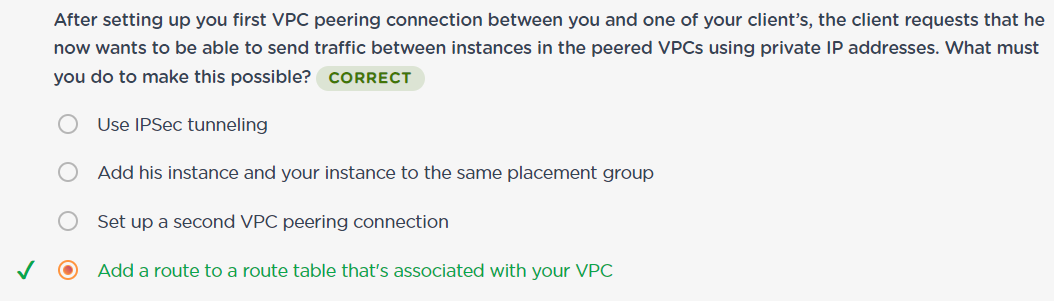 After setting up you first VPC peering connection between you and one of your client's, the client requests that he
now wants to be able to send traffic between instances in the peered VPCs using private IP addresses. What must
you do to make this possible? CORRECT
Use IPSec tunneling
Add his instance and your instance to the same placement group
Set up a second VPC peering connection
Add a route to a route table that's associated with your VPC